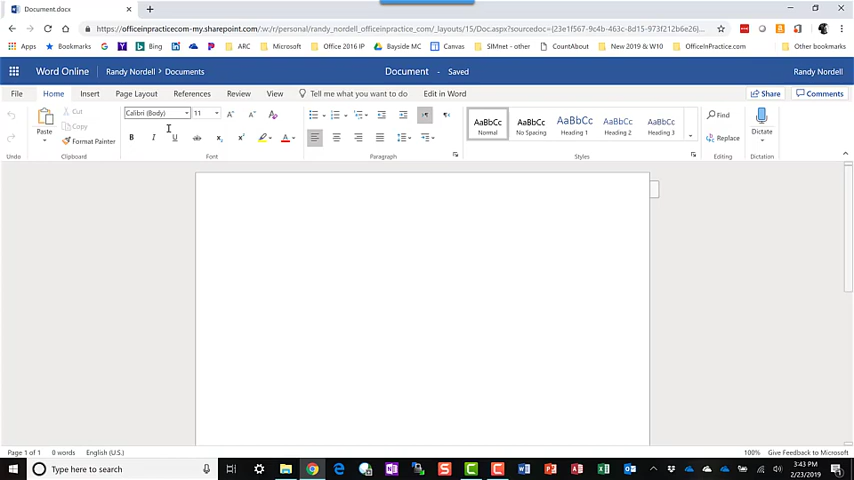 Document.docx
https://officeinpracticecom-my.sharepoint.com/:w:/r/personal/randy_nordell_officeinpractice_com/_layouts/15/Doc.aspx?sourcedoc={23e1f567-9c4b-463c-8d15-973f212b6e26}...
Apps Bookmarks Bing ARC Microsoft Office 2016 IP Bayside MC Canvas SIMnet - other CountAbout New 2019 & W10 OfficeInPractice.com Other bookmarks
Word Online Randy Nordell > Documents Document - Saved Randy Nordell
File Home Insert Page Layout References Review View Tell me what you want to do Edit in Word Share Comments
Paste Cut Copy Format Painter
Calibri (Body) 11
B I U ab x₂ x² A
AaBbCc AaBbCc AaBbCc AaBbCc AaBbCc
Normal No Spacing Heading 1 Heading 2 Heading 3
Find Replace Dictate
Undo Clipboard Font Paragraph Styles Editing Dictation
Page 1 of 1 0 words English (U.S.) 100% Give Feedback to Microsoft
Type here to search
3:43 PM
2/23/2019